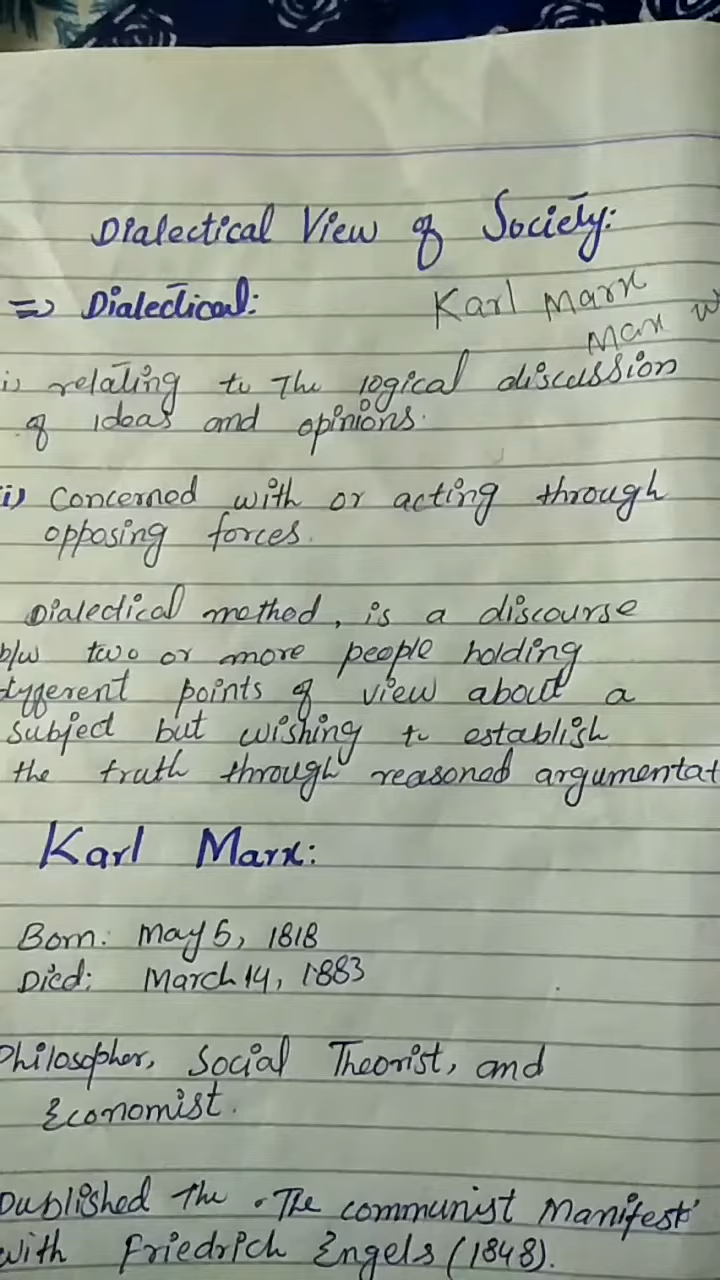 Dialectical View of Society:
=> Dialectical:
Karl Marx
Marx w
i) relating to The logical discussion
of ideas and opinions.
i) concerned with or acting through
opposing forces.
Dialectical method, is a discourse
b/w two or more people holding
different points of view about a
subject but wishing to establish
the truth through reasoned argumentat
Karl Marx:
Born: May 5, 1818
Died: March 14, 1883
Philosopher, Social Theorist, and
Economist.
Published the "The communist Manifesto'
with Friedrich Engels (1848).